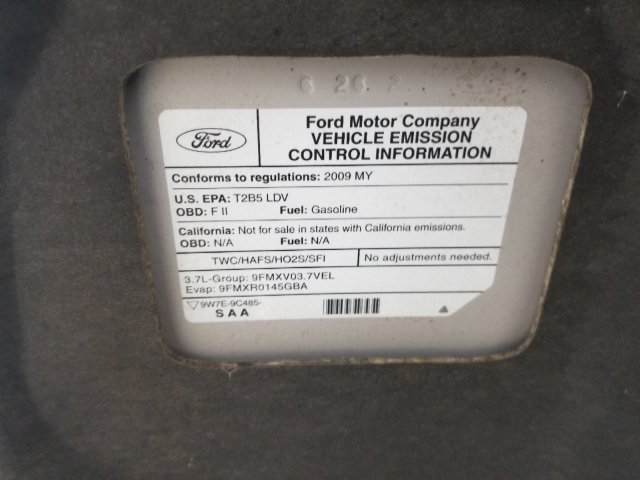 6 26 2
Ford
Ford Motor Company
VEHICLE EMISSION
CONTROL INFORMATION
Conforms to regulations: 2009 MY
U.S. EPA: T2B5 LDV
OBD: F II Fuel: Gasoline
California: Not for sale in states with California emissions.
OBD: N/A Fuel: N/A
TWC/HAFS/HO2S/SFI No adjustments needed.
3.7L-Group: 9FMXV03.7VEL
Evap: 9FMXR0145GBA
9W7E-9C485-
SAA